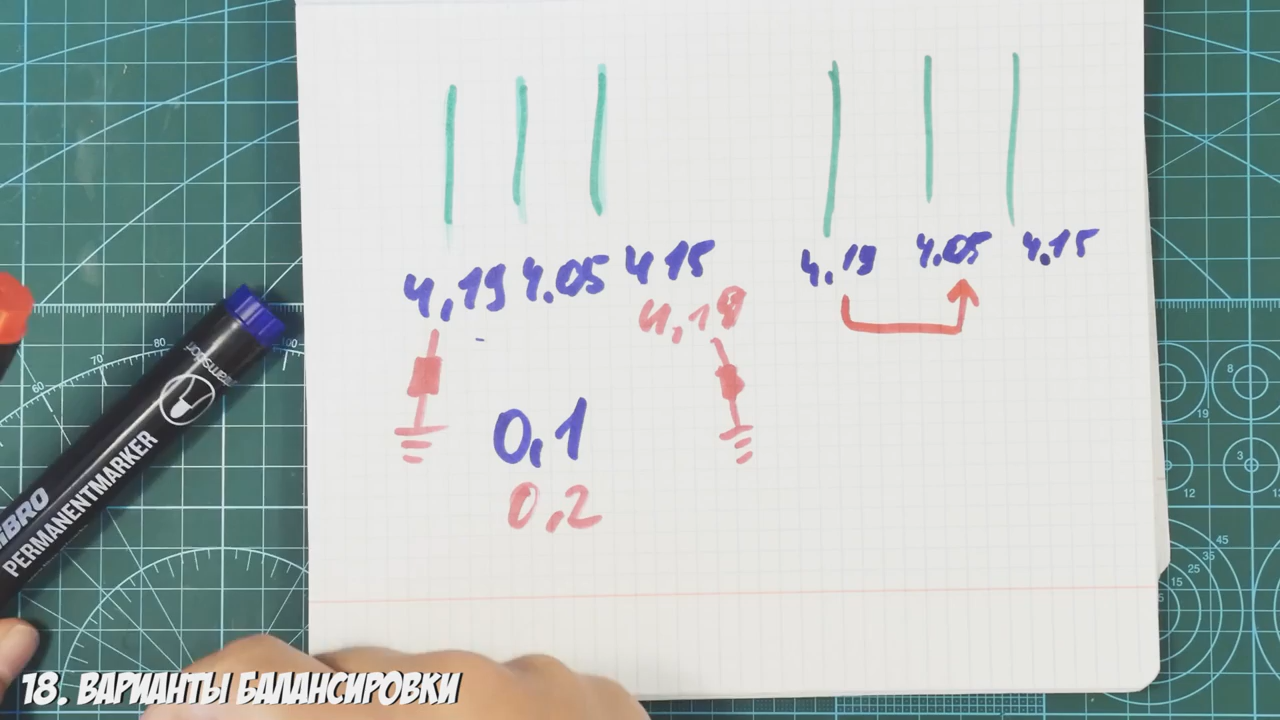 4,19 4.05 4.15
4,19
0,1
0,2
4.19 4.05 4.15
PERMANENTMARKER
18. ВАРИАНТЫ БАЛАНСИРОВКИ